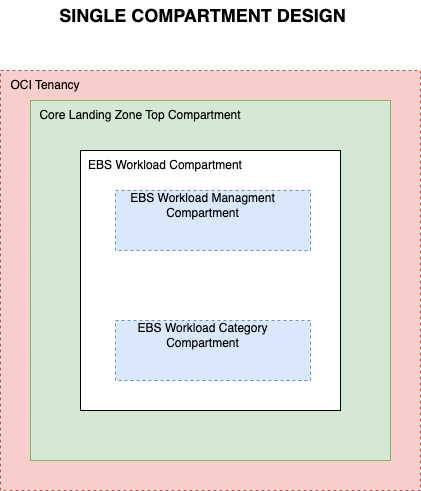 SINGLE COMPARTMENT DESIGN
OCI Tenancy
Core Landing Zone Top Compartment
EBS Workload Compartment
EBS Workload Managment
Compartment
EBS Workload Category
Compartment